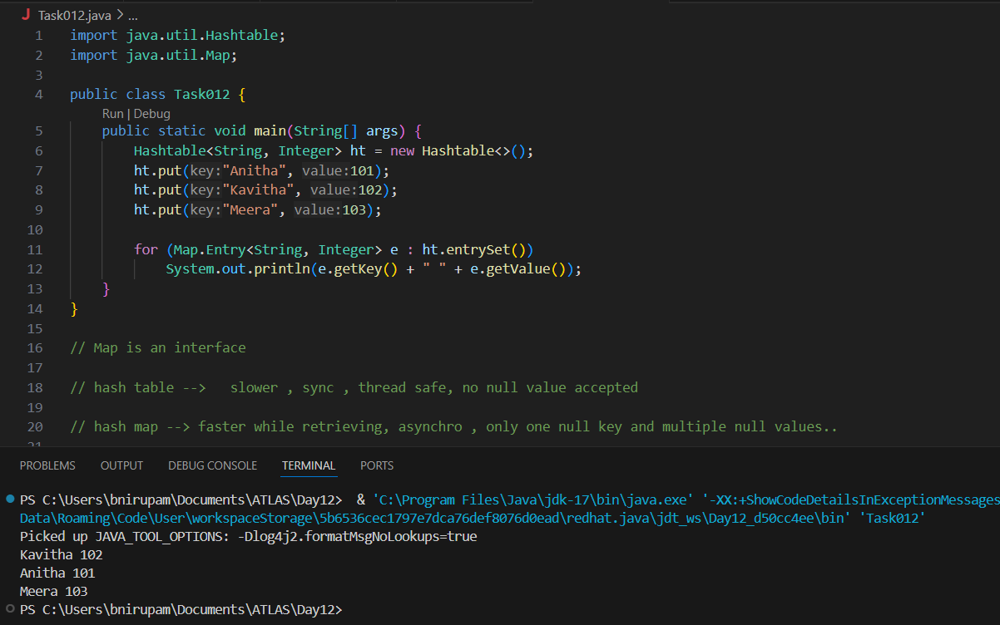 J Task012.java > ...
1 import java.util.Hashtable;
2 import java.util.Map;
3
4 public class Task012 {
Run | Debug
5 public static void main(String[] args) {
6 Hashtable<String, Integer> ht = new Hashtable<>();
7 ht.put(key:"Anitha", value:101);
8 ht.put(key:"Kavitha", value:102);
9 ht.put(key:"Meera", value:103);
10
11 for (Map.Entry<String, Integer> e : ht.entrySet())
12 System.out.println(e.getKey() + " " + e.getValue());
13 }
14 }
15
16 // Map is an interface
17
18 // hash table -->   slower , sync , thread safe, no null value accepted
19
20 // hash map --> faster while retrieving, asynchro , only one null key and multiple null values..
21
PROBLEMS OUTPUT DEBUG CONSOLE TERMINAL PORTS
PS C:\Users\bnirupam\Documents\ATLAS\Day12>  & 'C:\Program Files\Java\jdk-17\bin\java.exe' '-XX:+ShowCodeDetailsInExceptionMessages
Data\Roaming\Code\User\workspaceStorage\5b6536cec1797e7dca76def8076d0ead\redhat.java\jdt_ws\Day12_d50cc4ee\bin' 'Task012'
Picked up JAVA_TOOL_OPTIONS: -Dlog4j2.formatMsgNoLookups=true
Kavitha 102
Anitha 101
Meera 103
PS C:\Users\bnirupam\Documents\ATLAS\Day12>